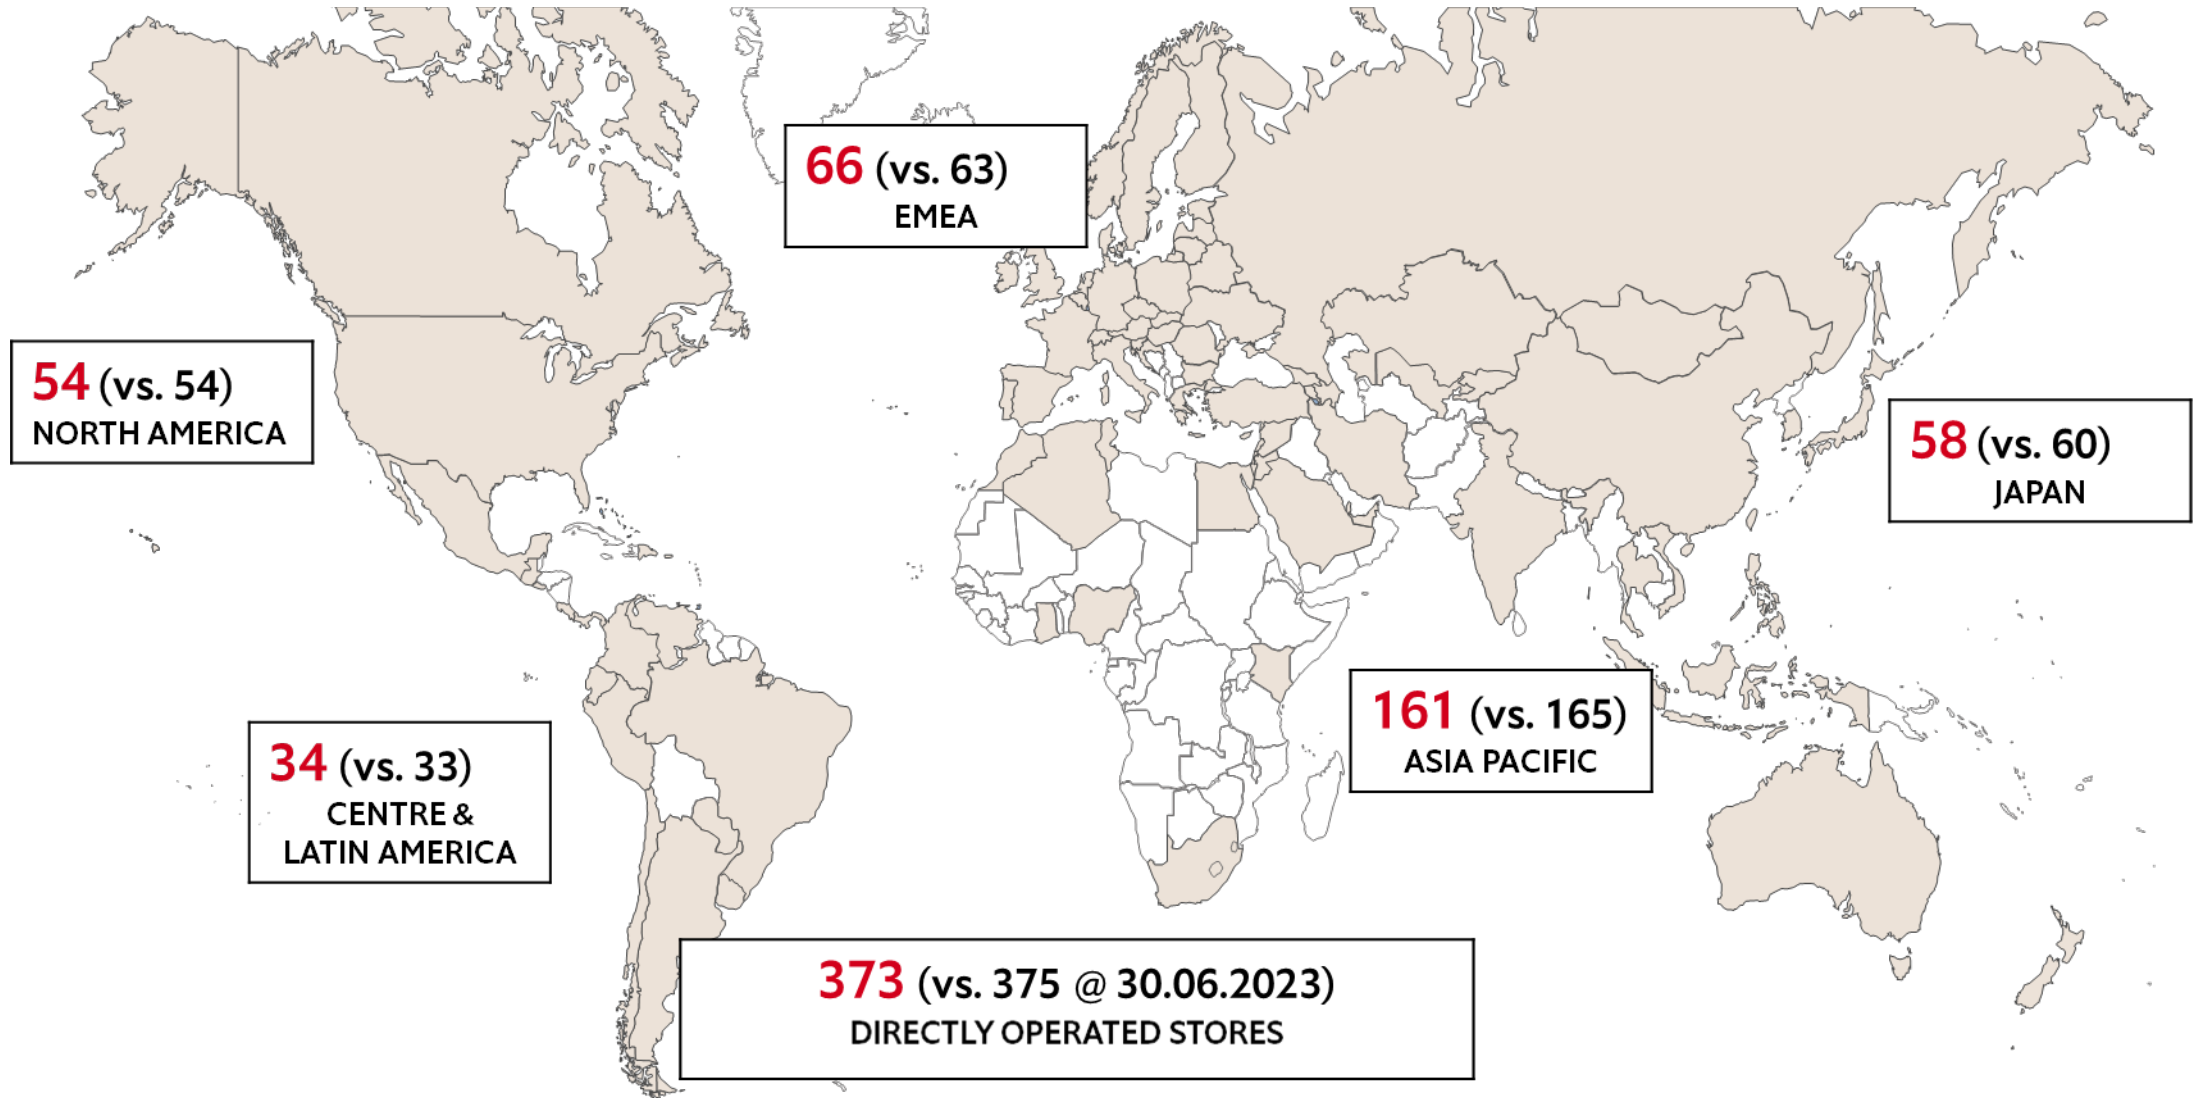 66 (vs. 63)
EMEA
54 (vs. 54)
NORTH AMERICA
58 (vs. 60)
JAPAN
161 (vs. 165)
ASIA PACIFIC
34 (vs. 33)
CENTRE &
LATIN AMERICA
373 (vs. 375 @ 30.06.2023)
DIRECTLY OPERATED STORES